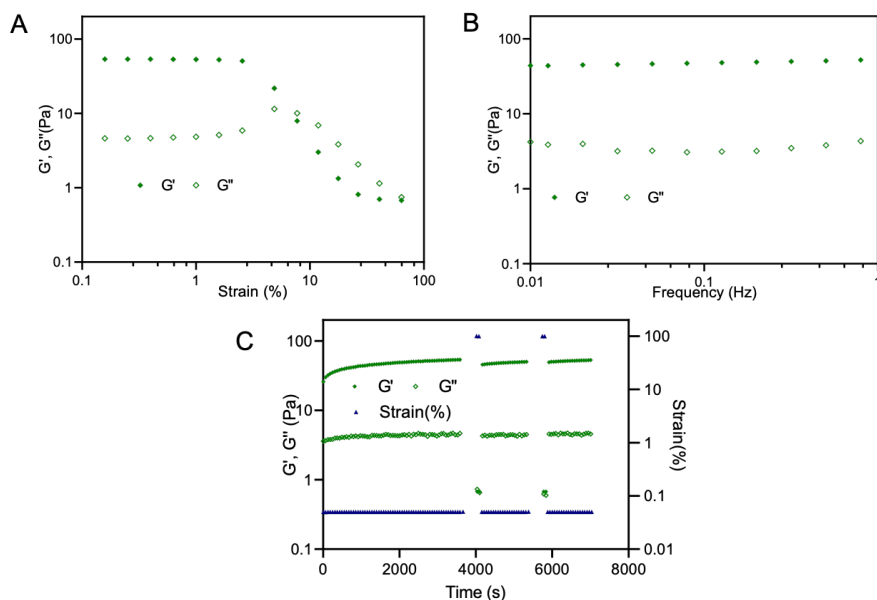 A
100
10
1
0.1
G', G"(Pa)
G' G"
0.1 1 10 100
Strain (%)
B
100
10
1
0.1
G', G"(Pa)
G' G"
0.01 0.1 1
Frequency (Hz)
C
100
10
1
0.1
G', G" (Pa)
G' G"
Strain(%)
100
10
1
0.1
0.01
Strain(%)
0 2000 4000 6000 8000
Time (s)